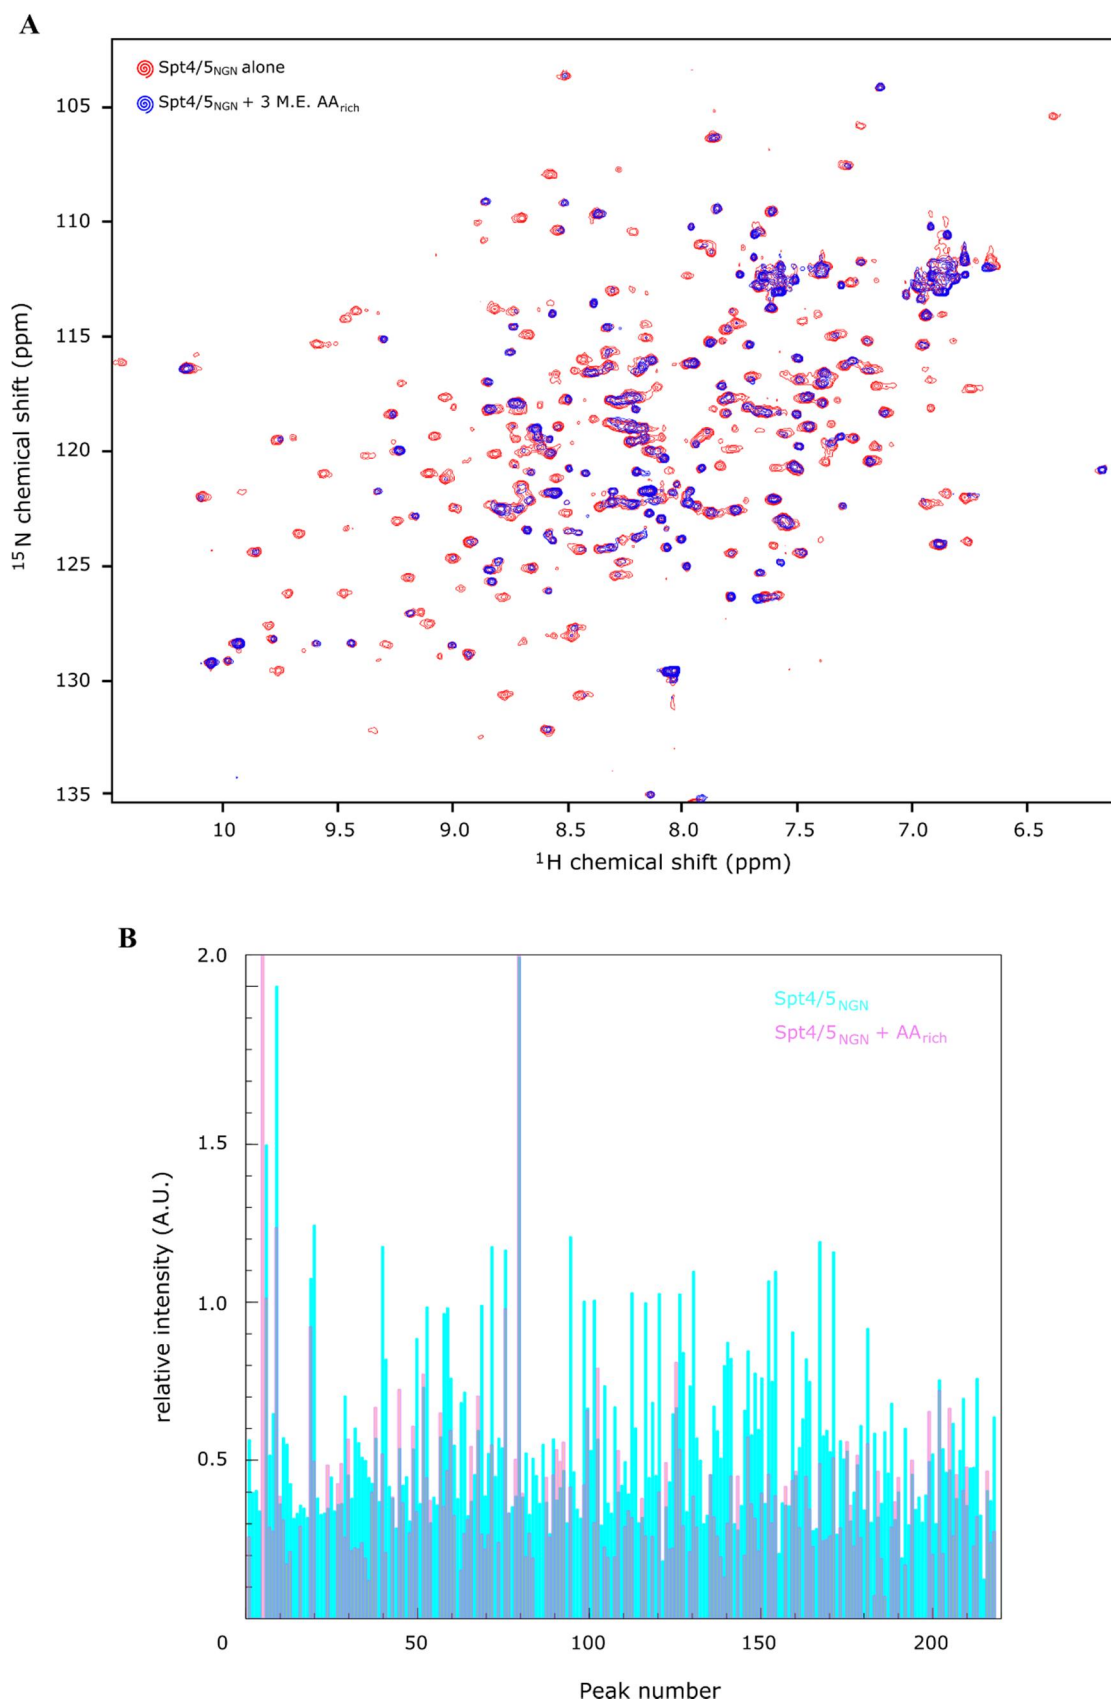 A
Spt4/5NGN alone
Spt4/5NGN + 3 M.E. AArich
105
110
115
120
125
130
135
15N chemical shift (ppm)
10 9.5 9.0 8.5 8.0 7.5 7.0 6.5
1H chemical shift (ppm)
B
2.0
1.5
1.0
0.5
relative intensity (A.U.)
Spt4/5NGN
Spt4/5NGN + AArich
0 50 100 150 200
Peak number